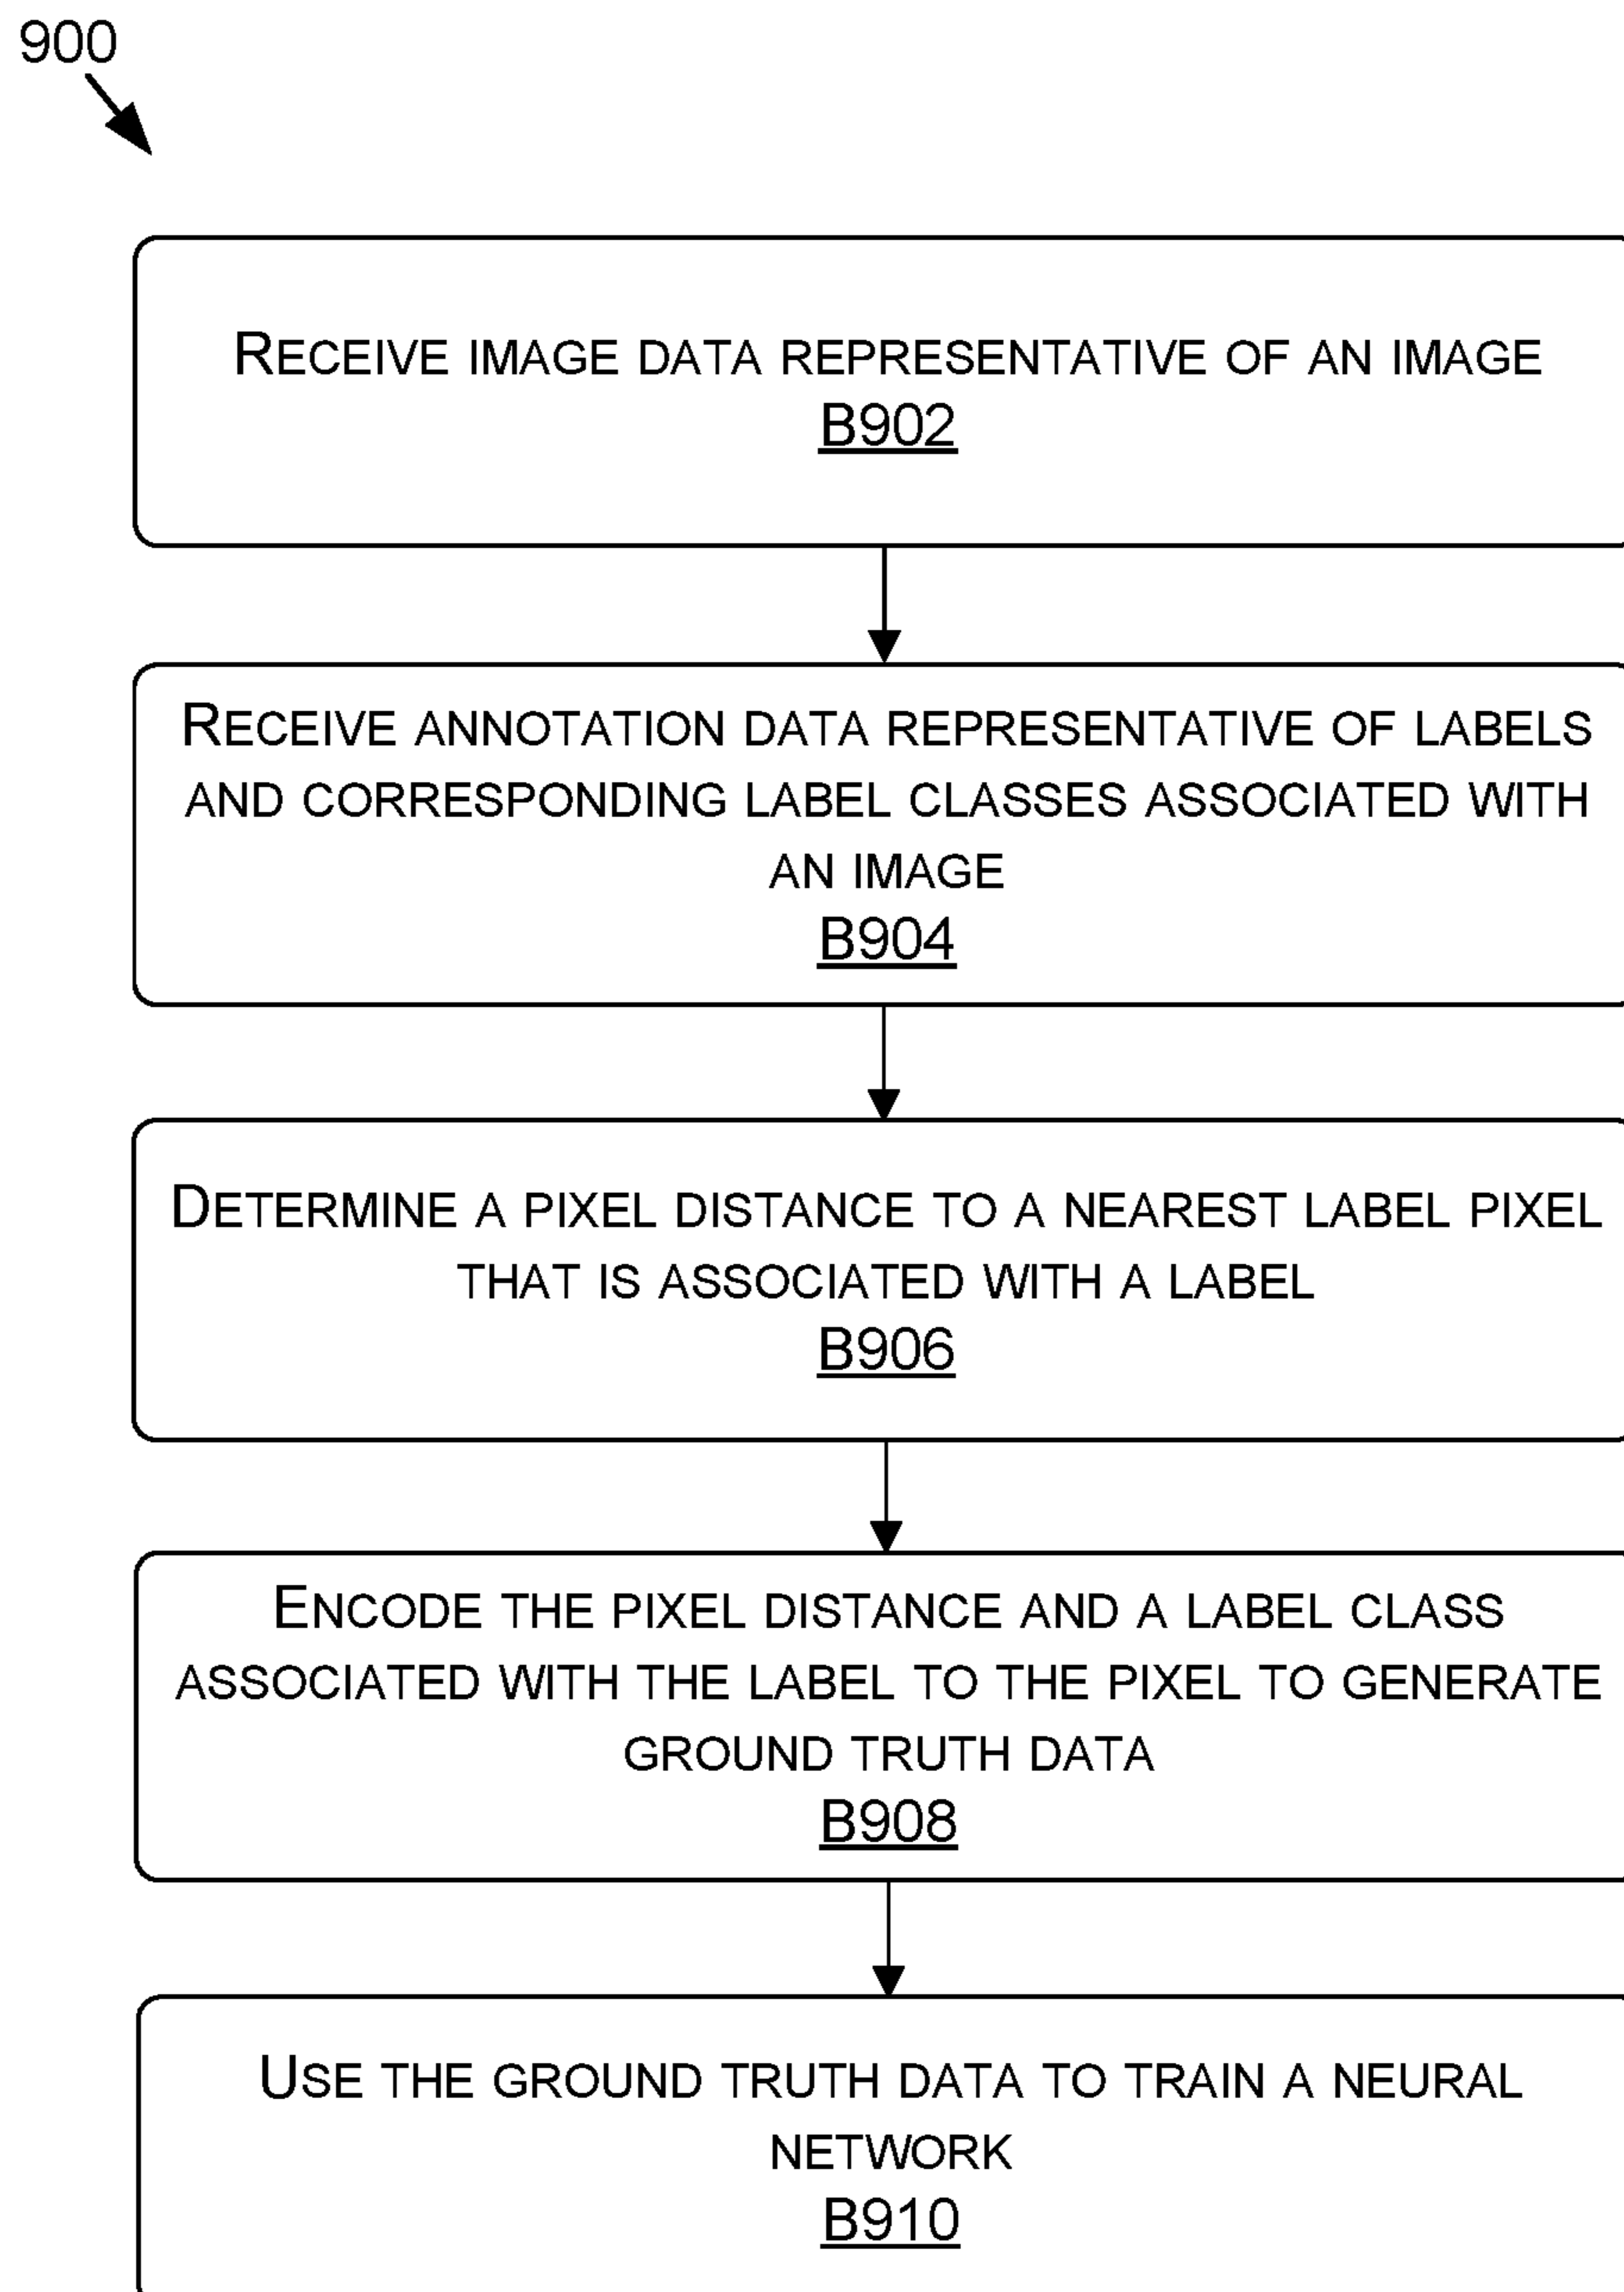 900
RECEIVE IMAGE DATA REPRESENTATIVE OF AN IMAGE
B902
RECEIVE ANNOTATION DATA REPRESENTATIVE OF LABELS
AND CORRESPONDING LABEL CLASSES ASSOCIATED WITH
AN IMAGE
B904
DETERMINE A PIXEL DISTANCE TO A NEAREST LABEL PIXEL
THAT IS ASSOCIATED WITH A LABEL
B906
ENCODE THE PIXEL DISTANCE AND A LABEL CLASS
ASSOCIATED WITH THE LABEL TO THE PIXEL TO GENERATE
GROUND TRUTH DATA
B908
USE THE GROUND TRUTH DATA TO TRAIN A NEURAL
NETWORK
B910